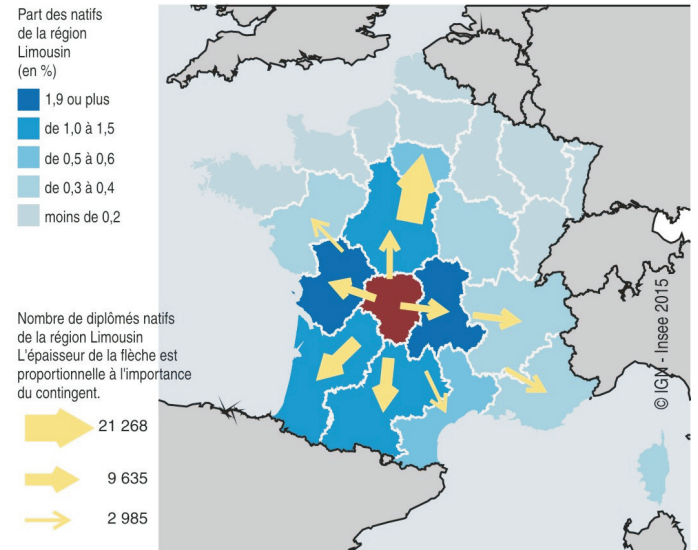 Part des natifs
de la région
Limousin
(en %)
1,9 ou plus
de 1,0 à 1,5
de 0,5 à 0,6
de 0,3 à 0,4
moins de 0,2
Nombre de diplômés natifs
de la région Limousin
L'épaisseur de la flèche est
proportionnelle à l'importance
du contingent.
21 268
9 635
2 985
© IGN - Insee 2015